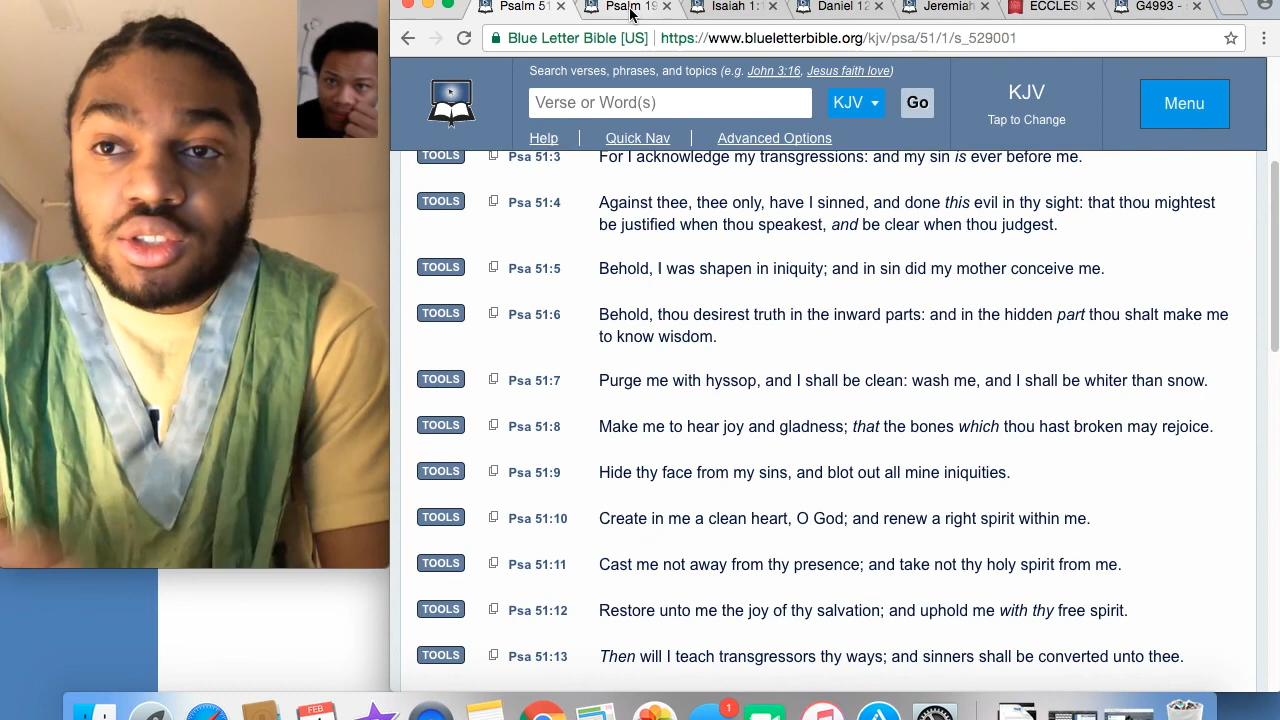 Psalm 51 × Psalm 19 × Isaiah 1: × Daniel 12 × Jeremiah × ECCLES × G4993 - ×
Blue Letter Bible [US] https://www.blueletterbible.org/kjv/psa/51/1/s_529001
Search verses, phrases, and topics (e.g. John 3:16, Jesus faith love)
Verse or Word(s) KJV Go
KJV
Tap to Change
Menu
Help Quick Nav Advanced Options
TOOLS Psa 51:3 For I acknowledge my transgressions: and my sin is ever before me.
TOOLS Psa 51:4 Against thee, thee only, have I sinned, and done this evil in thy sight: that thou mightest
be justified when thou speakest, and be clear when thou judgest.
TOOLS Psa 51:5 Behold, I was shapen in iniquity; and in sin did my mother conceive me.
TOOLS Psa 51:6 Behold, thou desirest truth in the inward parts: and in the hidden part thou shalt make me
to know wisdom.
TOOLS Psa 51:7 Purge me with hyssop, and I shall be clean: wash me, and I shall be whiter than snow.
TOOLS Psa 51:8 Make me to hear joy and gladness; that the bones which thou hast broken may rejoice.
TOOLS Psa 51:9 Hide thy face from my sins, and blot out all mine iniquities.
TOOLS Psa 51:10 Create in me a clean heart, O God; and renew a right spirit within me.
TOOLS Psa 51:11 Cast me not away from thy presence; and take not thy holy spirit from me.
TOOLS Psa 51:12 Restore unto me the joy of thy salvation; and uphold me with thy free spirit.
TOOLS Psa 51:13 Then will I teach transgressors thy ways; and sinners shall be converted unto thee.
FEB
1